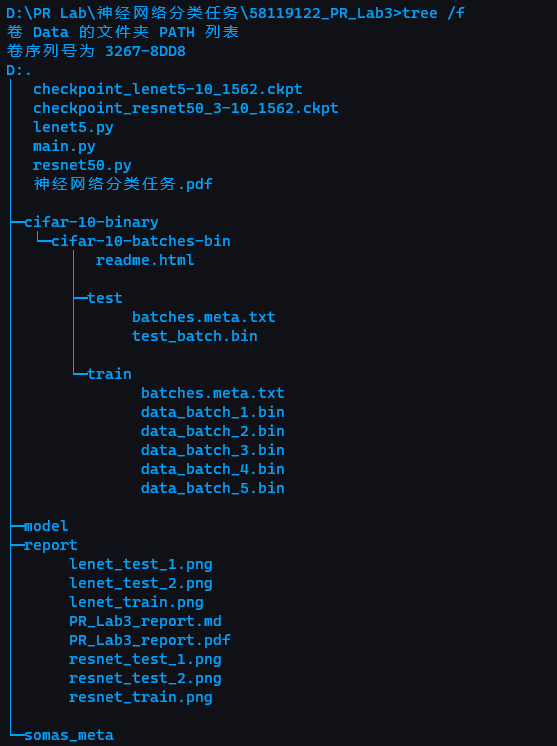 D:\PR Lab\神经网络分类任务\58119122_PR_Lab3>tree /f
卷 Data 的文件夹 PATH 列表
卷序列号为 3267-8DD8
D:.
│  checkpoint_lenet5-10_1562.ckpt
│  checkpoint_resnet50_3-10_1562.ckpt
│  lenet5.py
│  main.py
│  resnet50.py
│  神经网络分类任务.pdf
│
├─cifar-10-binary
│  └─cifar-10-batches-bin
│      │  readme.html
│      │
│      ├─test
│      │      batches.meta.txt
│      │      test_batch.bin
│      │
│      └─train
│              batches.meta.txt
│              data_batch_1.bin
│              data_batch_2.bin
│              data_batch_3.bin
│              data_batch_4.bin
│              data_batch_5.bin
│
├─model
├─report
│      lenet_test_1.png
│      lenet_test_2.png
│      lenet_train.png
│      PR_Lab3_report.md
│      PR_Lab3_report.pdf
│      resnet_test_1.png
│      resnet_test_2.png
│      resnet_train.png
│
└─somas_meta